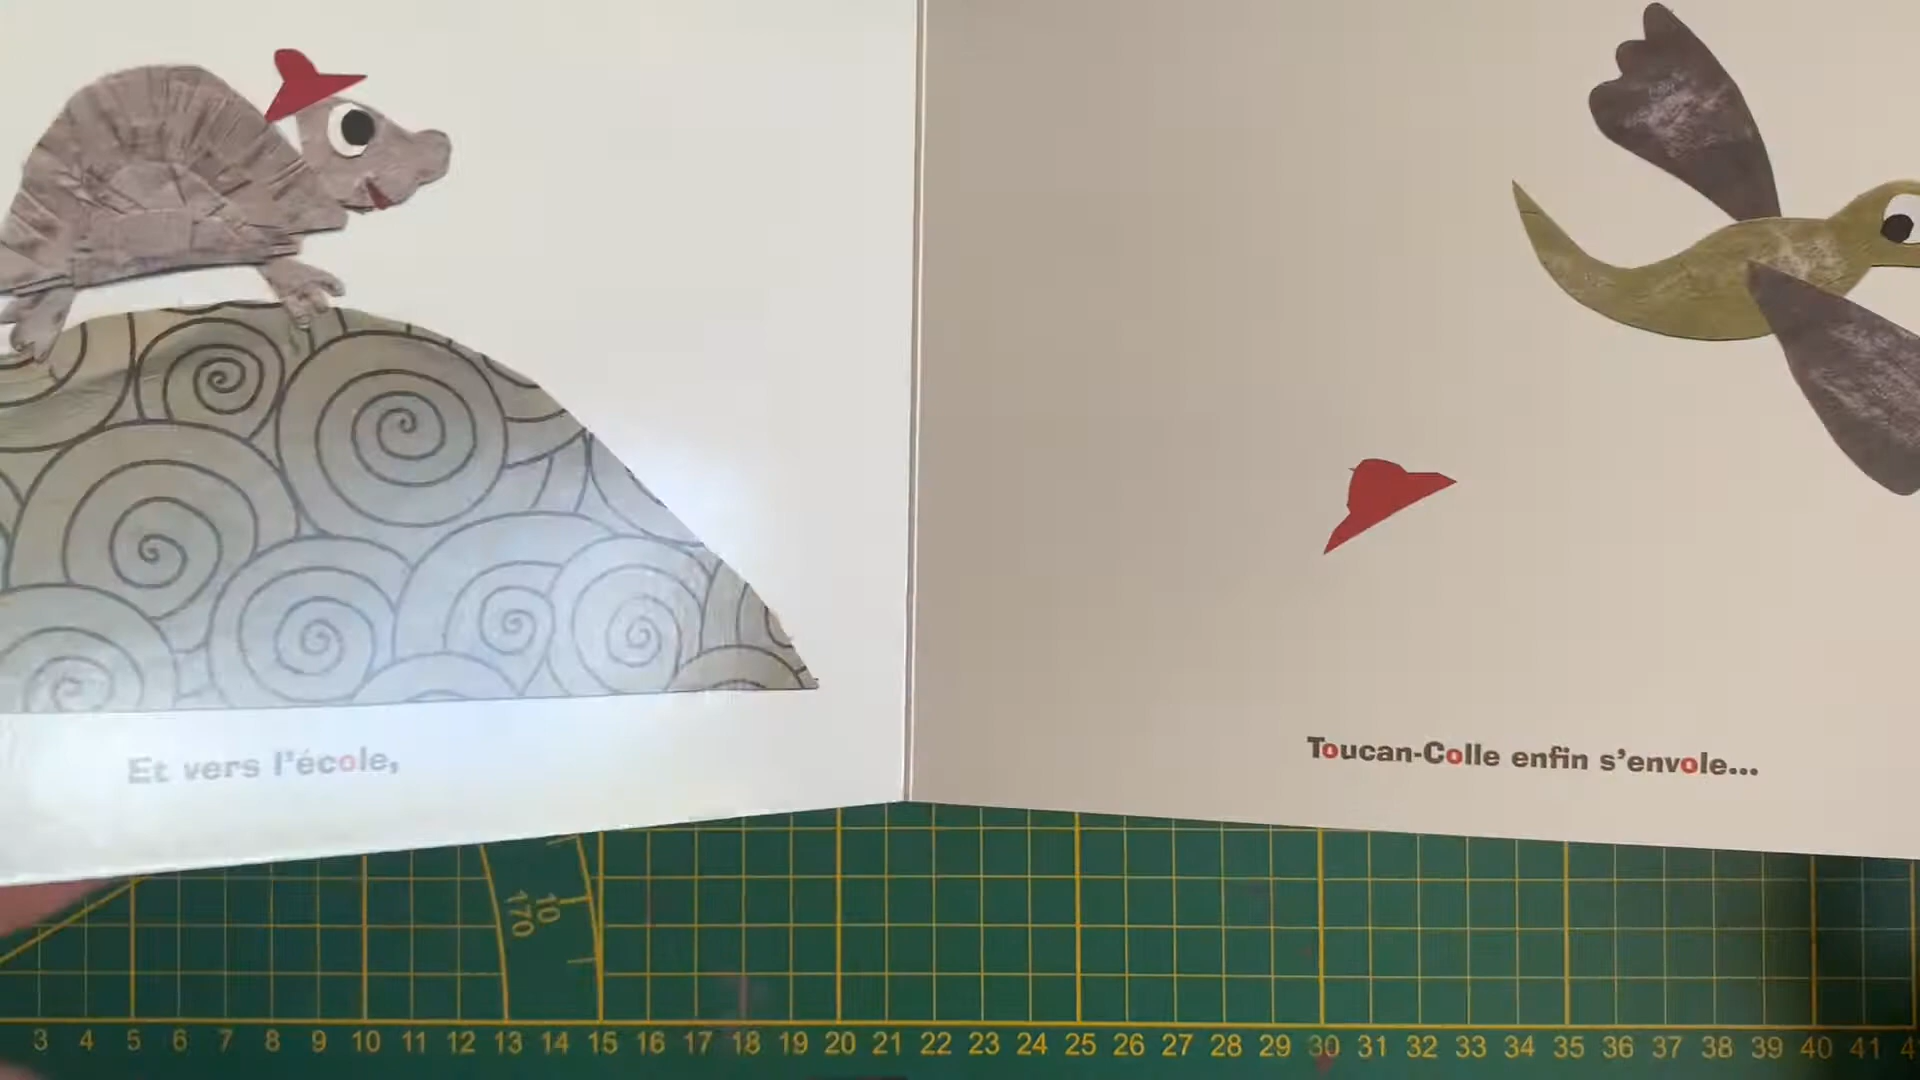 Et vers l'école,
Toucan-Colle enfin s'envole...
170
10
3 4 5 6 7 8 9 10 11 12 13 14 15 16 17 18 19 20 21 22 23 24 25 26 27 28 29 30 31 32 33 34 35 36 37 38 39 40 41